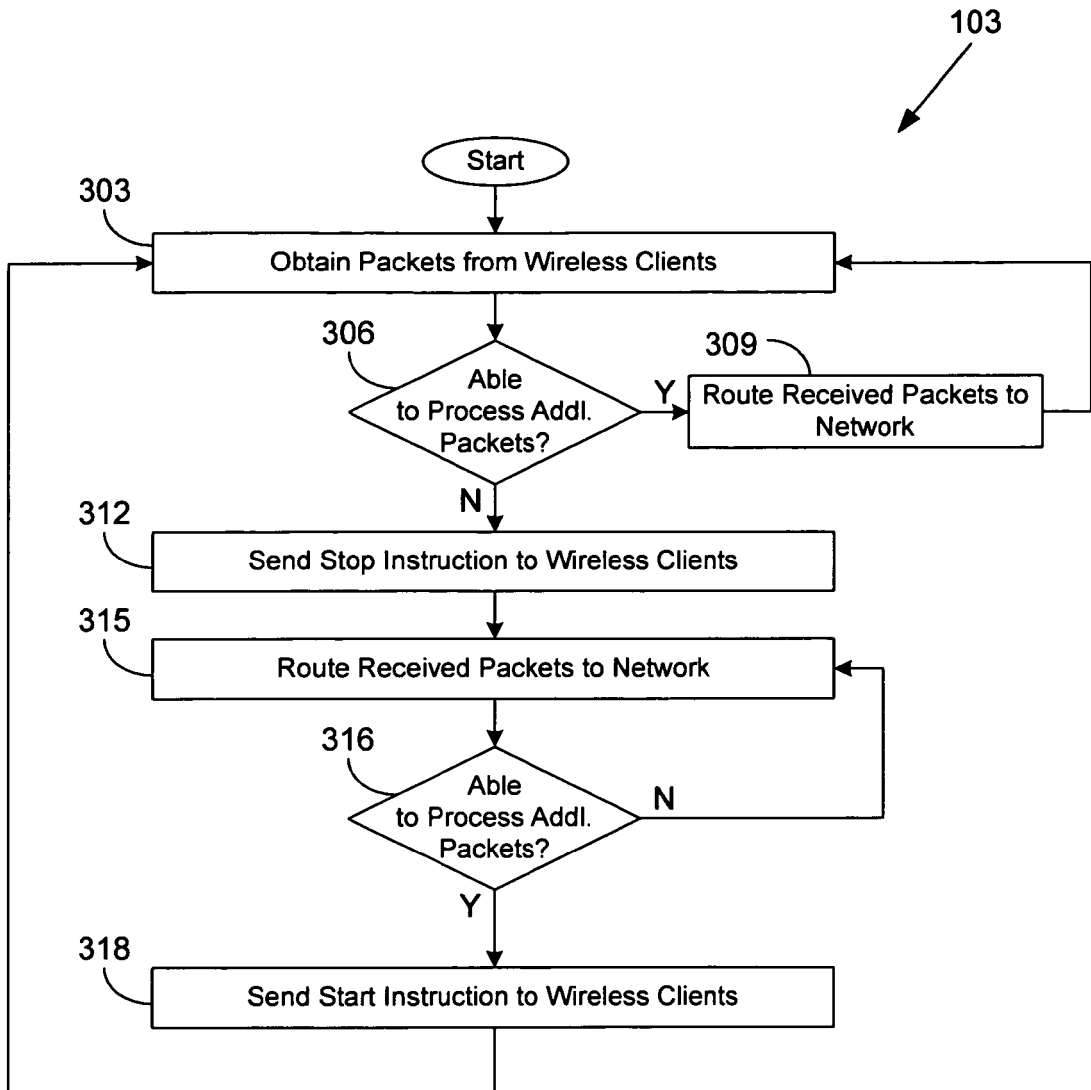 103
Start
303
Obtain Packets from Wireless Clients
306
Able
to Process Addl.
Packets?
Y
309
Route Received Packets to
Network
N
312
Send Stop Instruction to Wireless Clients
315
Route Received Packets to Network
316
Able
to Process Addl.
Packets?
N
Y
318
Send Start Instruction to Wireless Clients